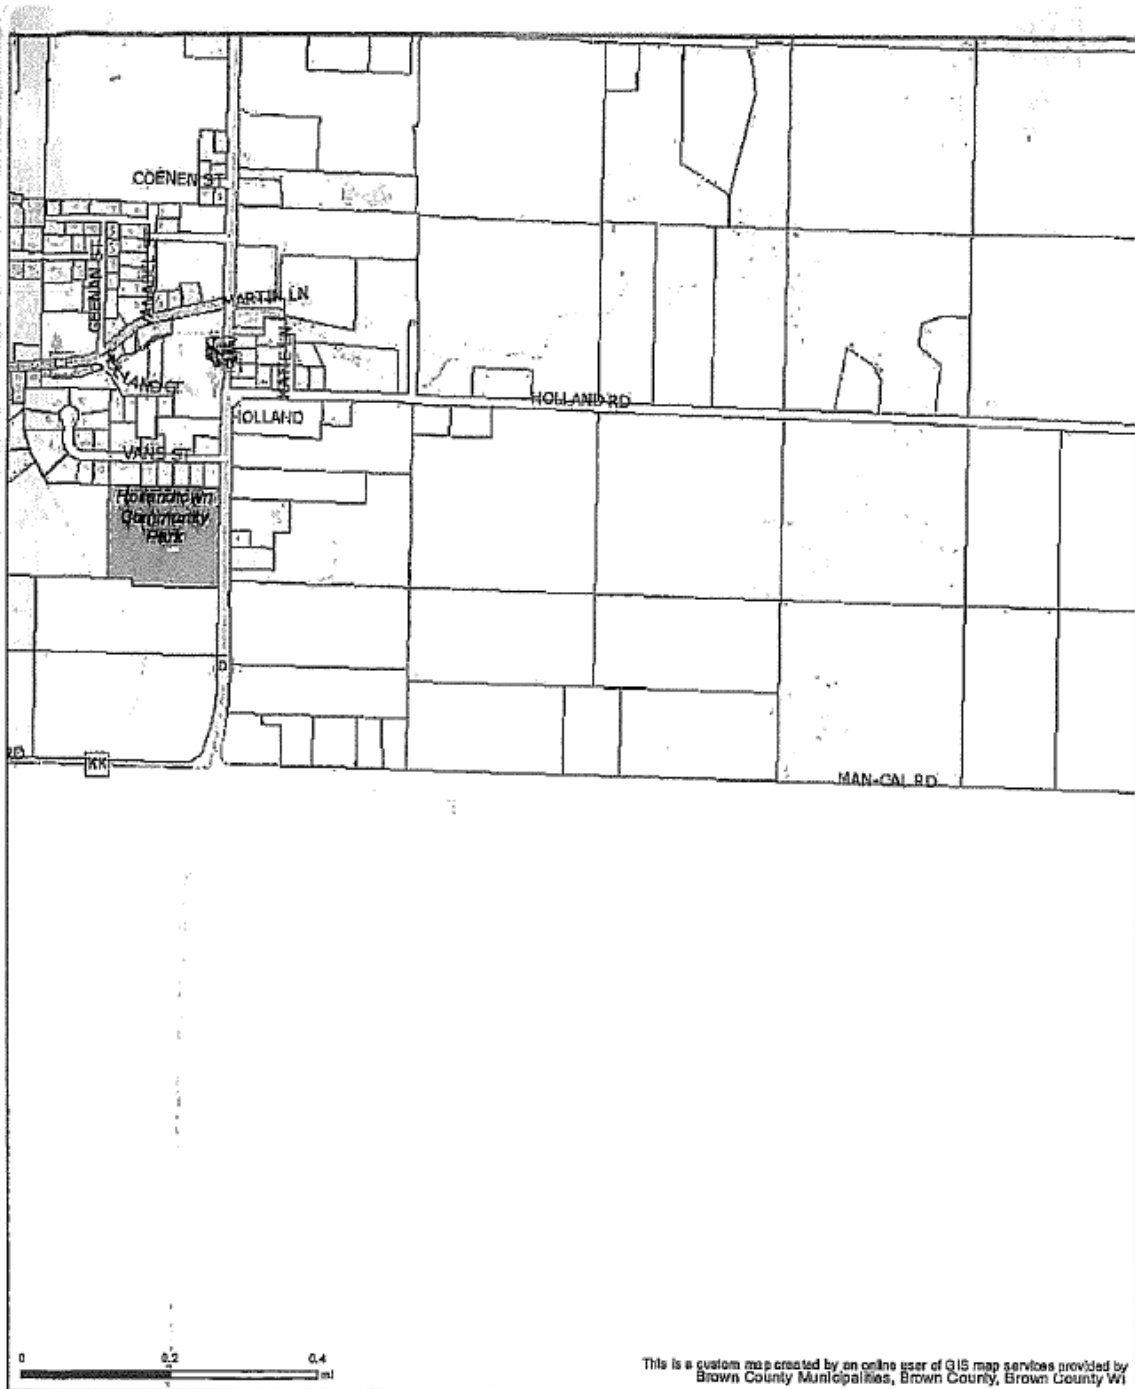 COENEN ST
GEENAN ST
MARTIN LN
HOLLAND RD
HOLLAND
VANS ST
Hollandtown
Community
Park
D
RD
KK
MAN-CAL RD
0 0.2 0.4
mi
This is a custom map created by an online user of GIS map services provided by
Brown County Municipalities, Brown County, Brown County WI